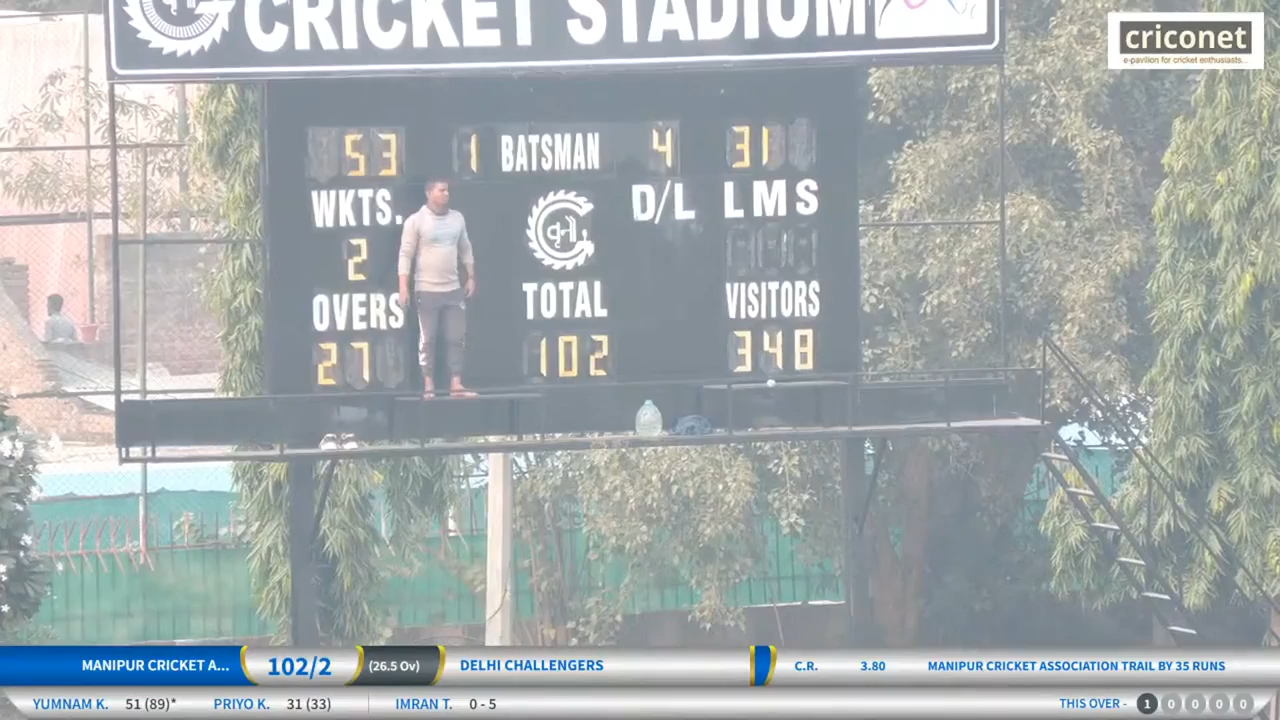 CRICKET STADIUM
criconet
e-pavilion for cricket enthusiasts...
53 1 BATSMAN 4 31
WKTS. D/L LMS
2
OVERS TOTAL VISITORS
27 102 348
MANIPUR CRICKET A... 102/2 (26.5 Ov) DELHI CHALLENGERS C.R. 3.80 MANIPUR CRICKET ASSOCIATION TRAIL BY 35 RUNS
YUMNAM K. 51 (89)* PRIYO K. 31 (33) IMRAN T. 0 - 5 THIS OVER - 1 0 0 0 0